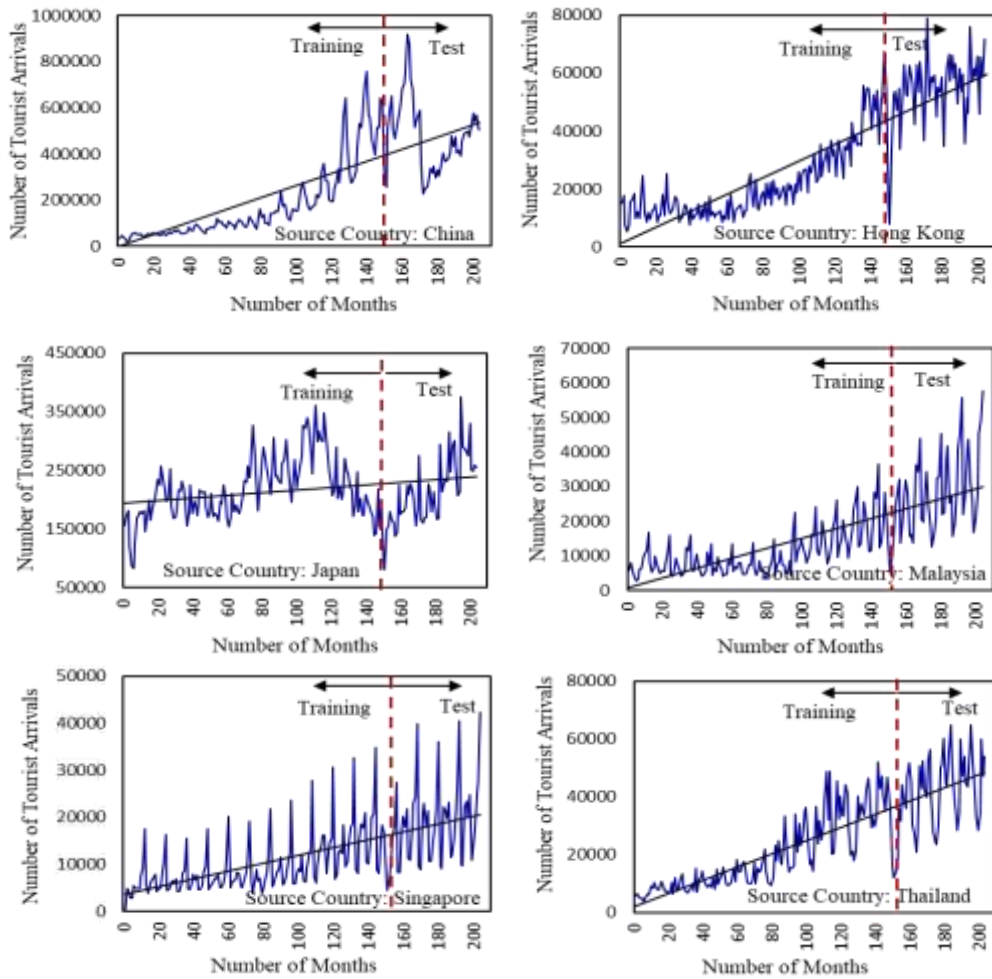 Number of Tourist Arrivals
1000000
800000
600000
400000
200000
0
Training
Test
Source Country: China
0 20 40 60 80 100 120 140 160 180 200
Number of Months
Number of Tourist Arrivals
80000
60000
40000
20000
0
Training
Test
Source Country: Hong Kong
0 20 40 60 80 100 120 140 160 180 200
Number of Months
Number of Tourist Arrivals
450000
350000
250000
150000
50000
Training
Test
Source Country: Japan
0 20 40 60 80 100 120 140 160 180 200
Number of Months
Number of Tourist Arrivals
70000
60000
50000
40000
30000
20000
10000
0
Training
Test
Source Country: Malaysia
0 20 40 60 80 100 120 140 160 180 200
Number of Months
Number of Tourist Arrivals
50000
40000
30000
20000
10000
0
Training
Test
Source Country: Singapore
0 20 40 60 80 100 120 140 160 180 200
Number of Months
Number of Tourist Arrivals
80000
60000
40000
20000
0
Training
Test
Source Country: Thailand
0 20 40 60 80 100 120 140 160 180 200
Number of Months